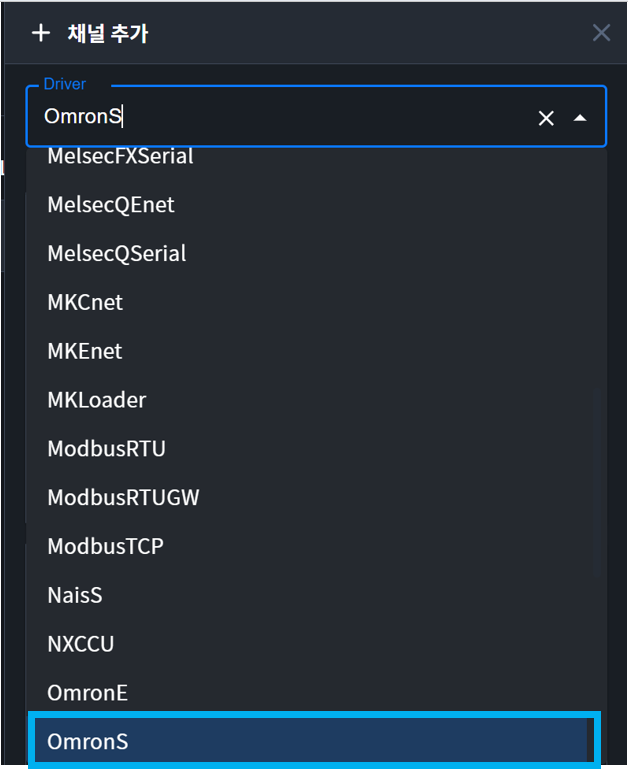 채널 추가
Driver
OmronS
MelsecFXSerial
MelsecQEnet
MelsecQSerial
MKCnet
MKEnet
MKLoader
ModbusRTU
ModbusRTUGW
ModbusTCP
NaisS
NXCCU
OmronE
OmronS